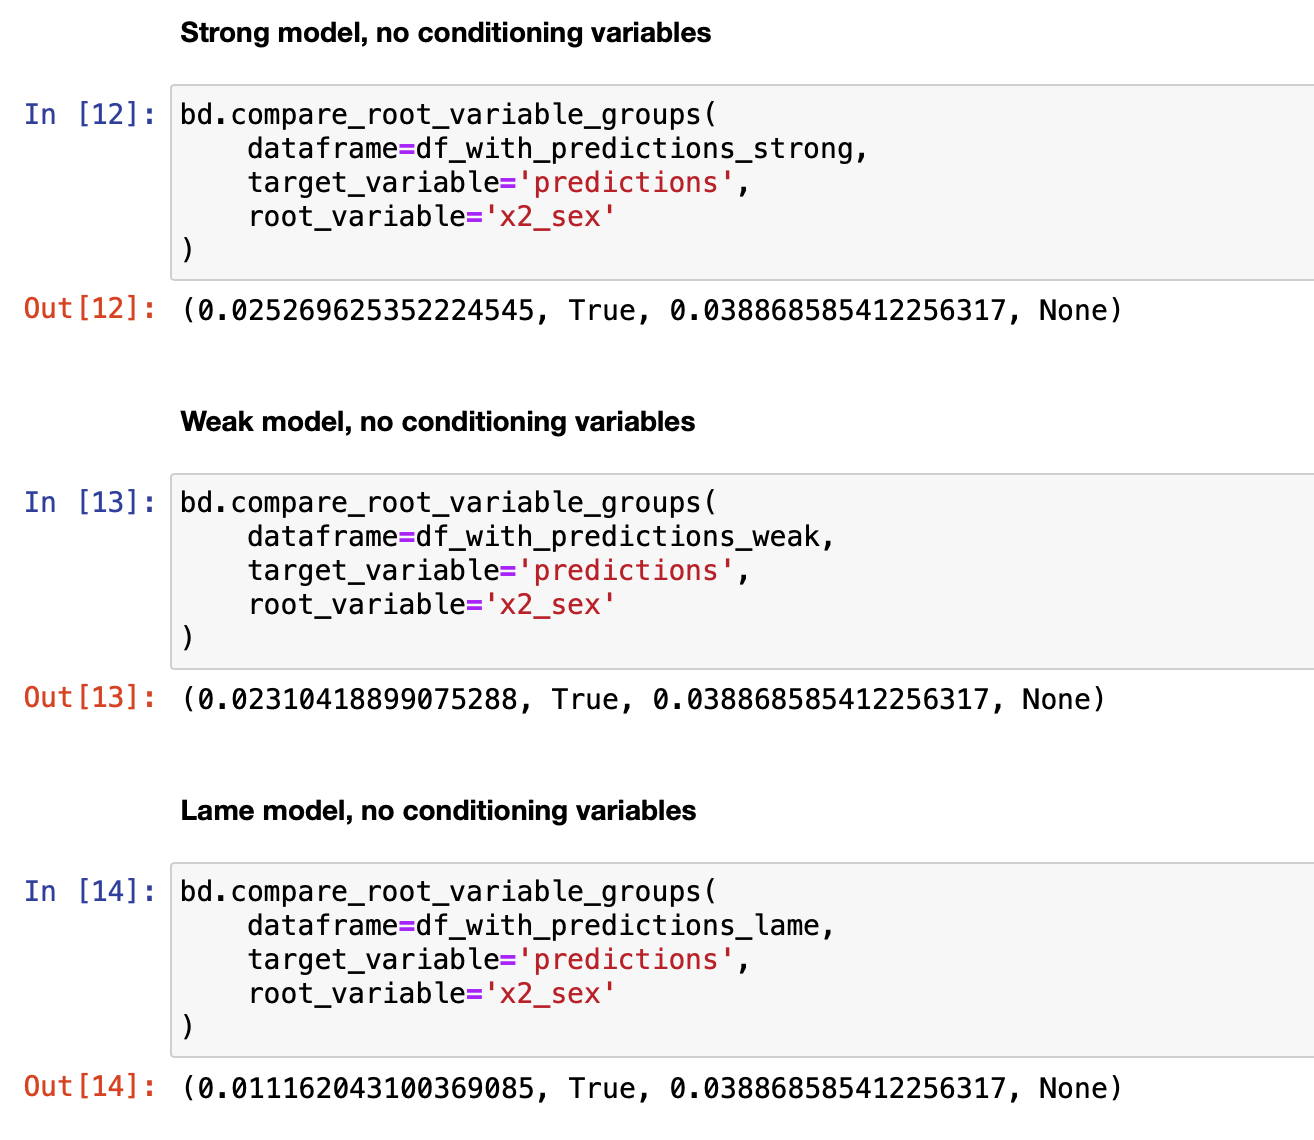 Strong model, no conditioning variables
In [12]: bd.compare_root_variable_groups(
    dataframe=df_with_predictions_strong,
    target_variable='predictions',
    root_variable='x2_sex'
)
Out[12]: (0.025269625352224545, True, 0.038868585412256317, None)
Weak model, no conditioning variables
In [13]: bd.compare_root_variable_groups(
    dataframe=df_with_predictions_weak,
    target_variable='predictions',
    root_variable='x2_sex'
)
Out[13]: (0.02310418899075288, True, 0.038868585412256317, None)
Lame model, no conditioning variables
In [14]: bd.compare_root_variable_groups(
    dataframe=df_with_predictions_lame,
    target_variable='predictions',
    root_variable='x2_sex'
)
Out[14]: (0.011162043100369085, True, 0.038868585412256317, None)